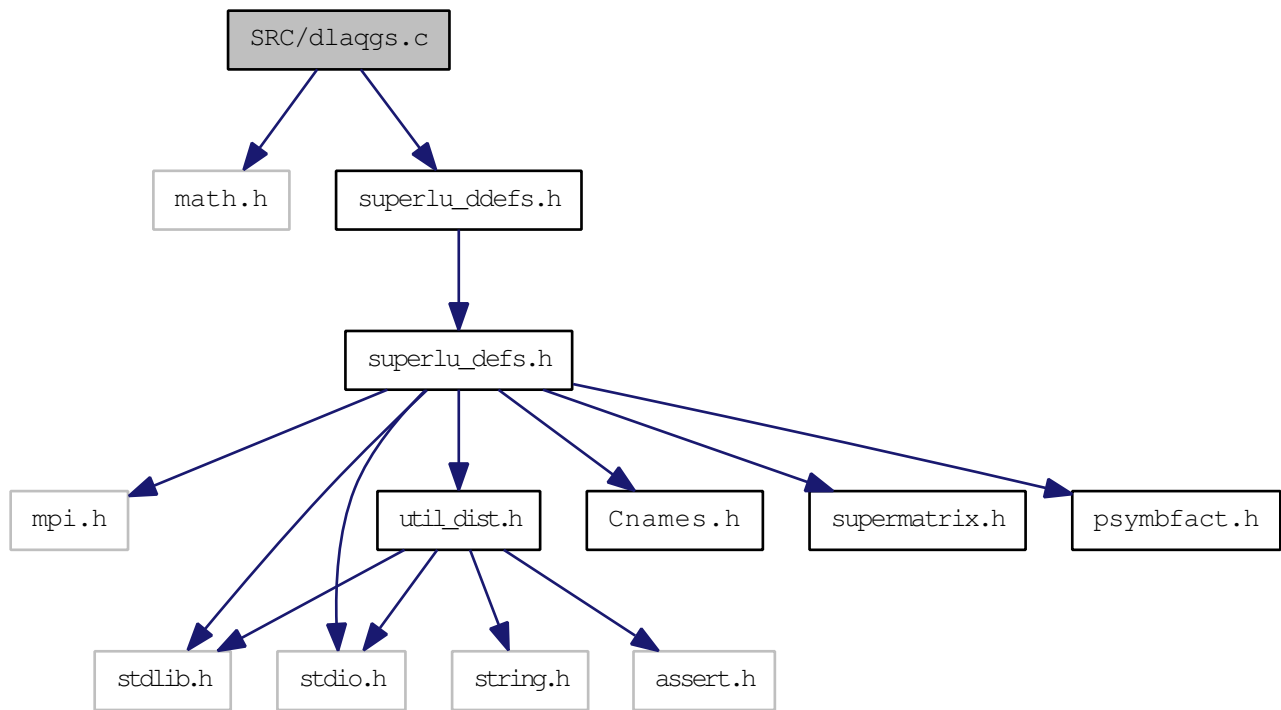 SRC/dlaqgs.c
math.h
superlu_ddefs.h
superlu_defs.h
mpi.h
util_dist.h
Cnames.h
supermatrix.h
psymbfact.h
stdlib.h
stdio.h
string.h
assert.h